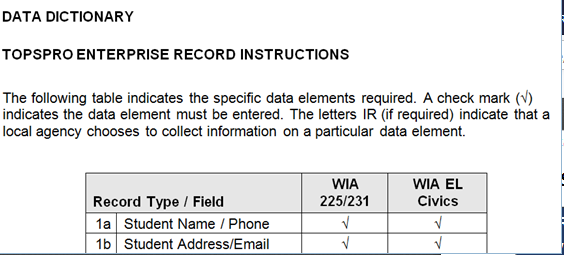 DATA DICTIONARY
TOPSPRO ENTERPRISE RECORD INSTRUCTIONS
The following table indicates the specific data elements required. A check mark (√)
indicates the data element must be entered. The letters IR (if required) indicate that a
local agency chooses to collect information on a particular data element.
Record Type / Field WIA 225/231 WIA EL Civics
1a Student Name / Phone √ √
1b Student Address/Email √ √